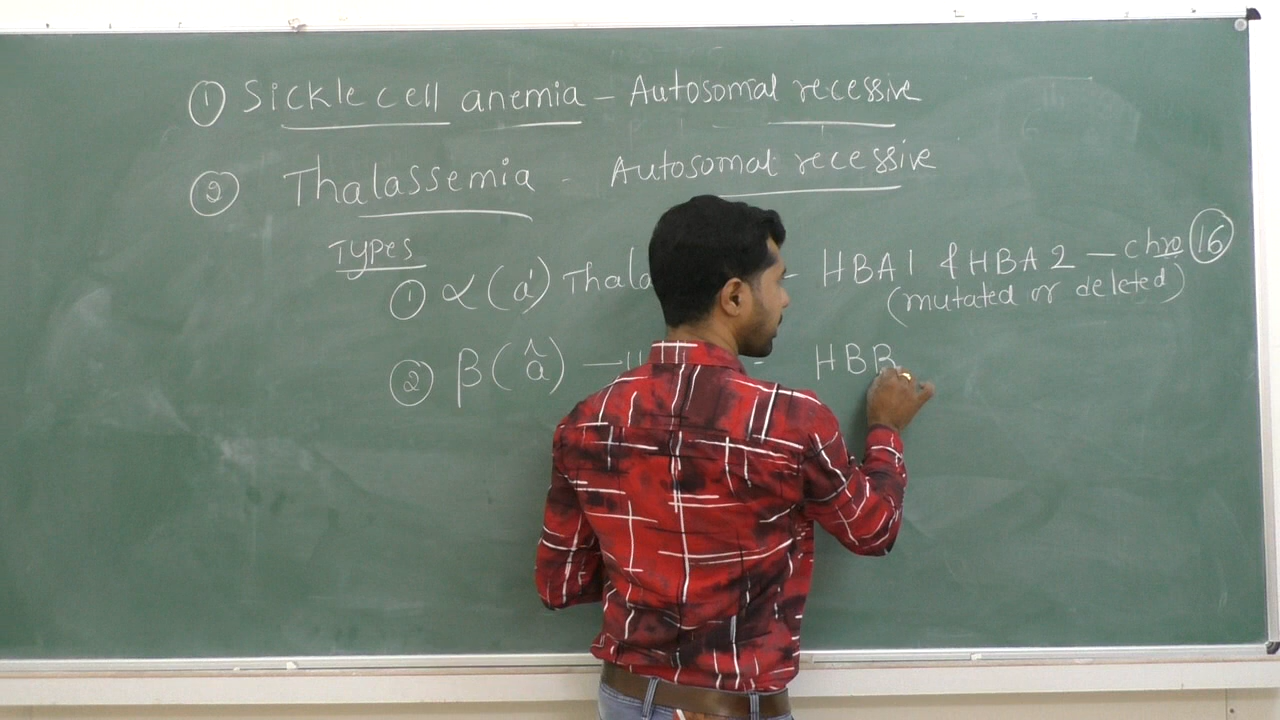 ① Sickle cell anemia – Autosomal recessive
② Thalassemia - Autosomal recessive
Types
① α (á) Thala - HBA1 & HBA2 – chro ⑯
(mutated or deleted)
② β (â) – - HBB